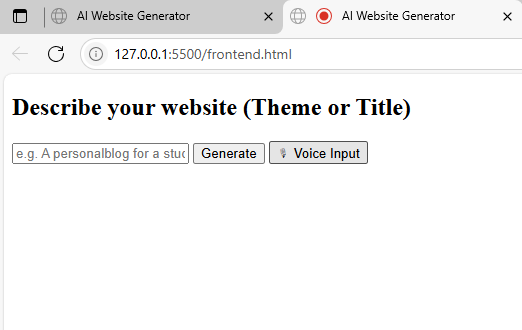 AI Website Generator
AI Website Generator
127.0.0.1:5500/frontend.html
Describe your website (Theme or Title)
e.g. A personalblog for a stud Generate Voice Input